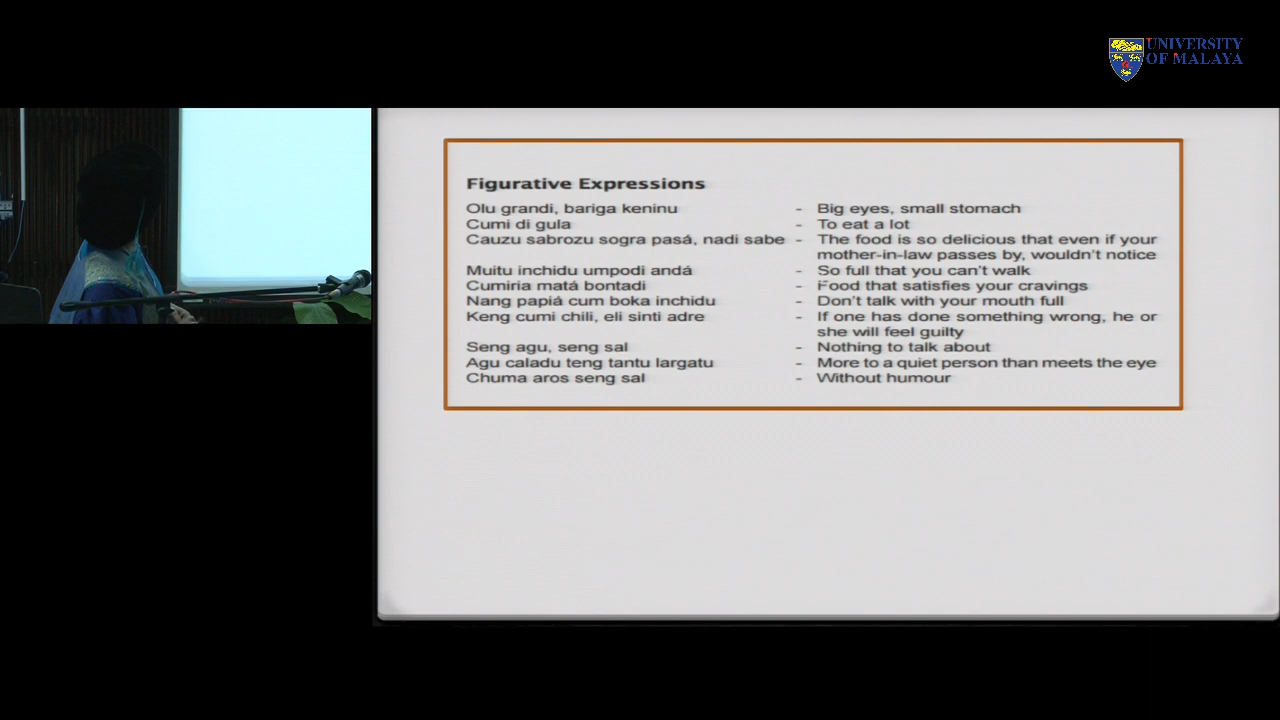 UNIVERSITY
OF MALAYA
Figurative Expressions
Olu grandi, bariga keninu - Big eyes, small stomach
Cumi di gula - To eat a lot
Cauzu sabrozu sogra pasá, nadi sabe - The food is so delicious that even if your
mother-in-law passes by, wouldn't notice
Muitu inchidu umpodi andá - So full that you can't walk
Cumiria matá bontadi - Food that satisfies your cravings
Nang papiá cum boka inchidu - Don't talk with your mouth full
Keng cumi chili, eli sinti adre - If one has done something wrong, he or
she will feel guilty
Seng agu, seng sal - Nothing to talk about
Agu caladu teng tantu largatu - More to a quiet person than meets the eye
Chuma aros seng sal - Without humour